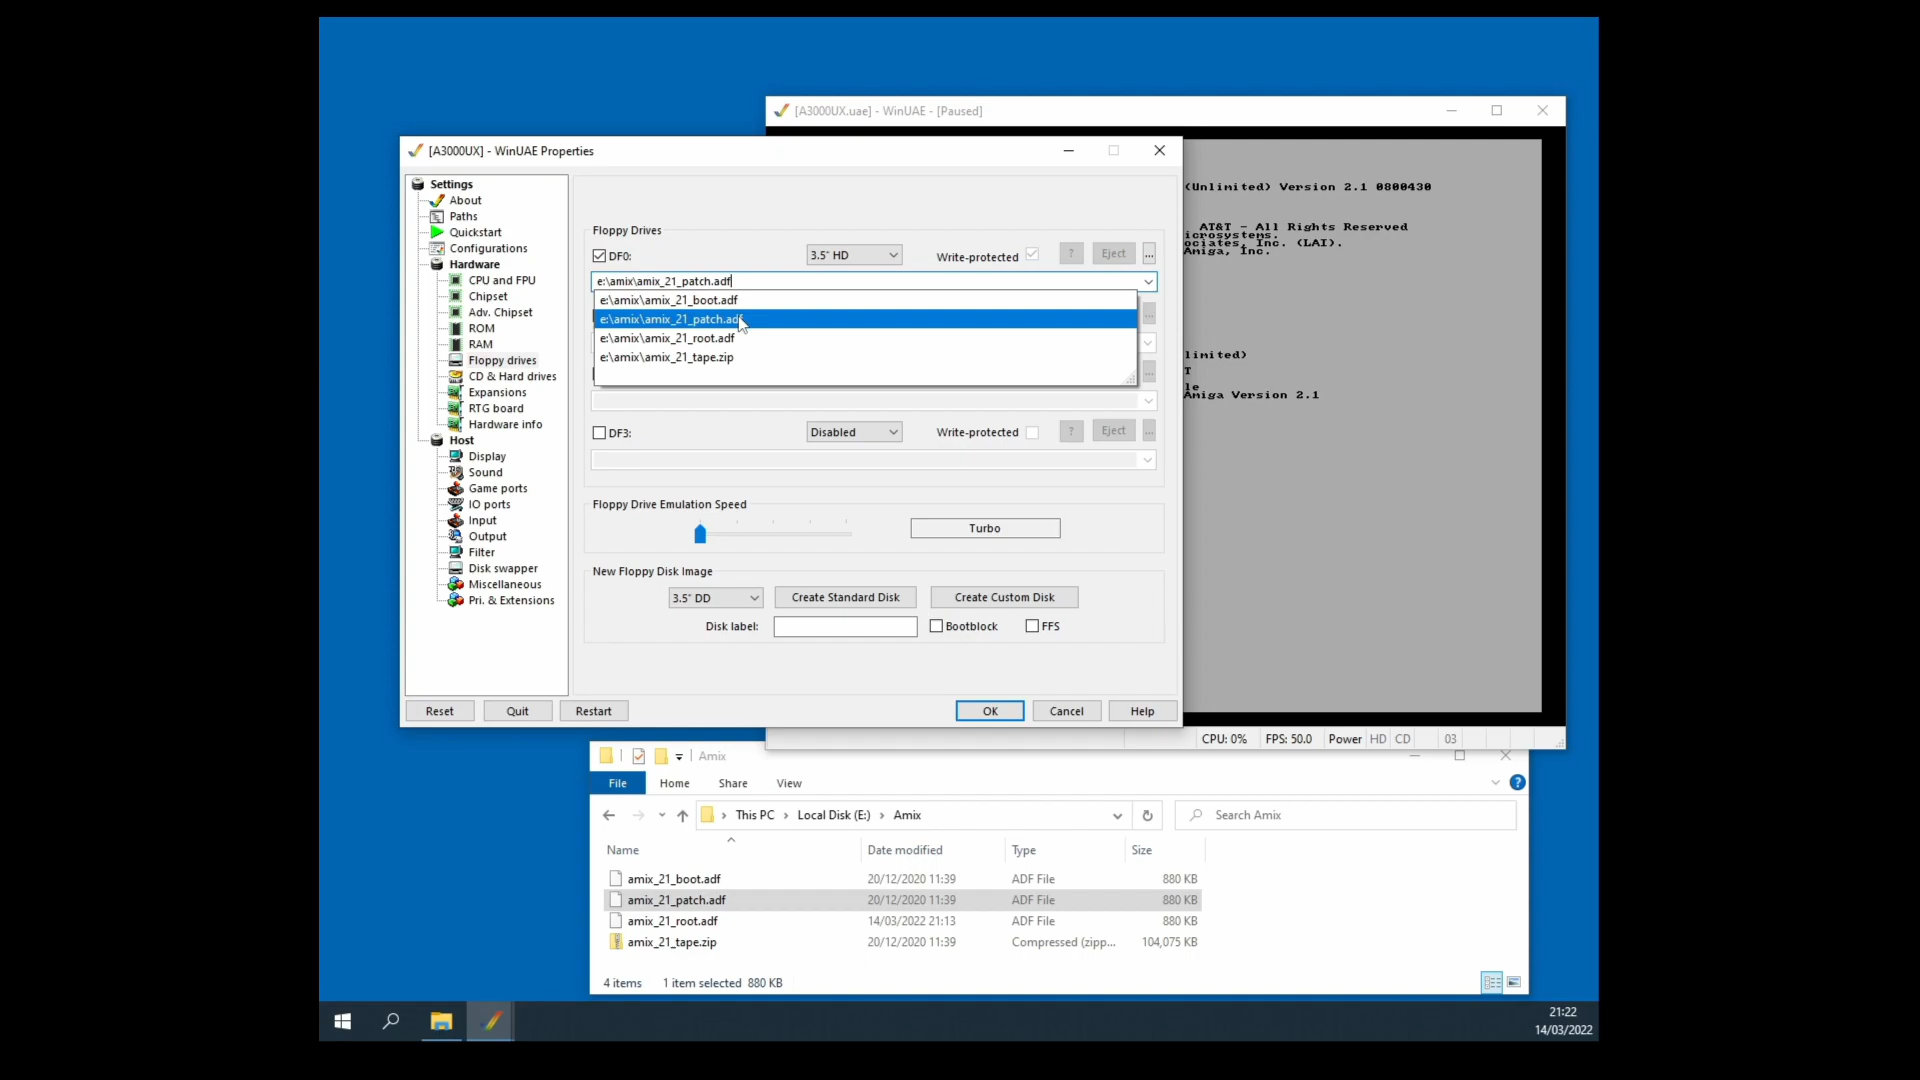 [A3000UX.uae] - WinUAE - [Paused]
[A3000UX] - WinUAE Properties
Settings
About
Paths
Quickstart
Configurations
Hardware
CPU and FPU
Chipset
Adv. Chipset
ROM
RAM
Floppy drives
CD & Hard drives
Expansions
RTG board
Hardware info
Host
Display
Sound
Game ports
IO ports
Input
Output
Filter
Disk swapper
Miscellaneous
Pri. & Extensions
Floppy Drives
DF0:
3.5" HD
Write-protected
?
Eject
...
e:\amix\amix_21_patch.adf
e:\amix\amix_21_boot.adf
e:\amix\amix_21_patch.adf
e:\amix\amix_21_root.adf
e:\amix\amix_21_tape.zip
...
...
DF3:
Disabled
Write-protected
?
Eject
...
Floppy Drive Emulation Speed
Turbo
New Floppy Disk Image
3.5" DD
Create Standard Disk
Create Custom Disk
Disk label:
Bootblock
FFS
Reset
Quit
Restart
OK
Cancel
Help
(Unlimited) Version 2.1 0800430
AT&T - All Rights Reserved
icrosystems.
ociates, Inc. (LAI).
Amiga, Inc.
limited)
T
le
Amiga Version 2.1
CPU: 0%
FPS: 50.0
Power
HD
CD
03
Amix
File
Home
Share
View
?
This PC
Local Disk (E:)
Amix
Search Amix
Name
Date modified
Type
Size
amix_21_boot.adf 20/12/2020 11:39 ADF File 880 KB
amix_21_patch.adf 20/12/2020 11:39 ADF File 880 KB
amix_21_root.adf 14/03/2022 21:13 ADF File 880 KB
amix_21_tape.zip 20/12/2020 11:39 Compressed (zipp... 104,075 KB
4 items
1 item selected 880 KB
21:22
14/03/2022